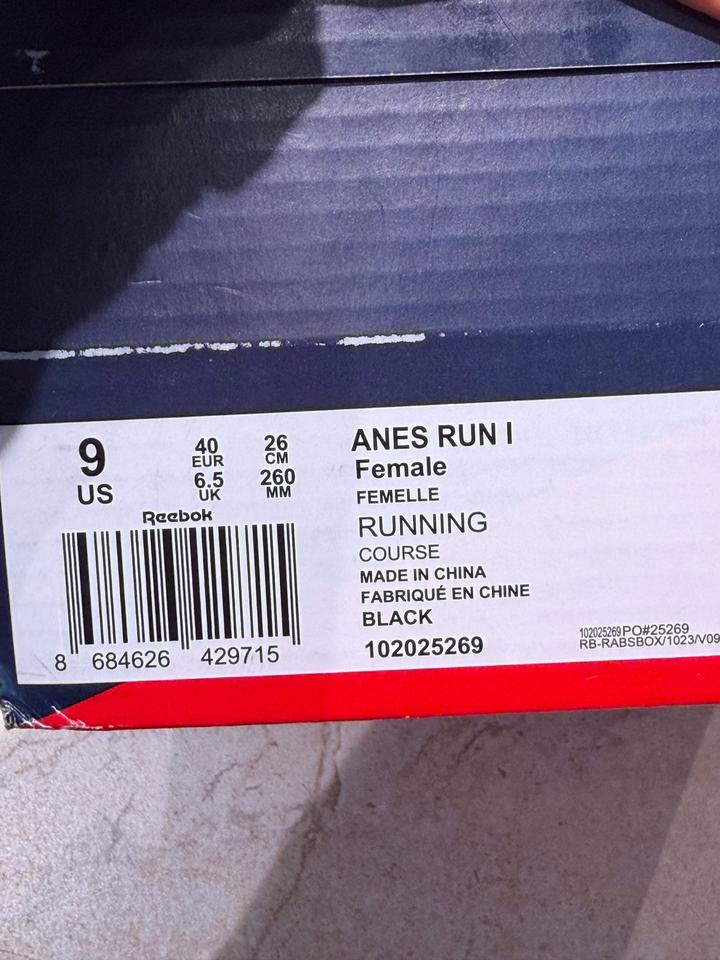 9
US
40
EUR
6.5
UK
26
CM
260
MM
Reebok
8 684626 429715
ANES RUN I
Female
FEMELLE
RUNNING
COURSE
MADE IN CHINA
FABRIQUÉ EN CHINE
BLACK
102025269
102025269PO#25269
RB-RABSBOX/1023/V09